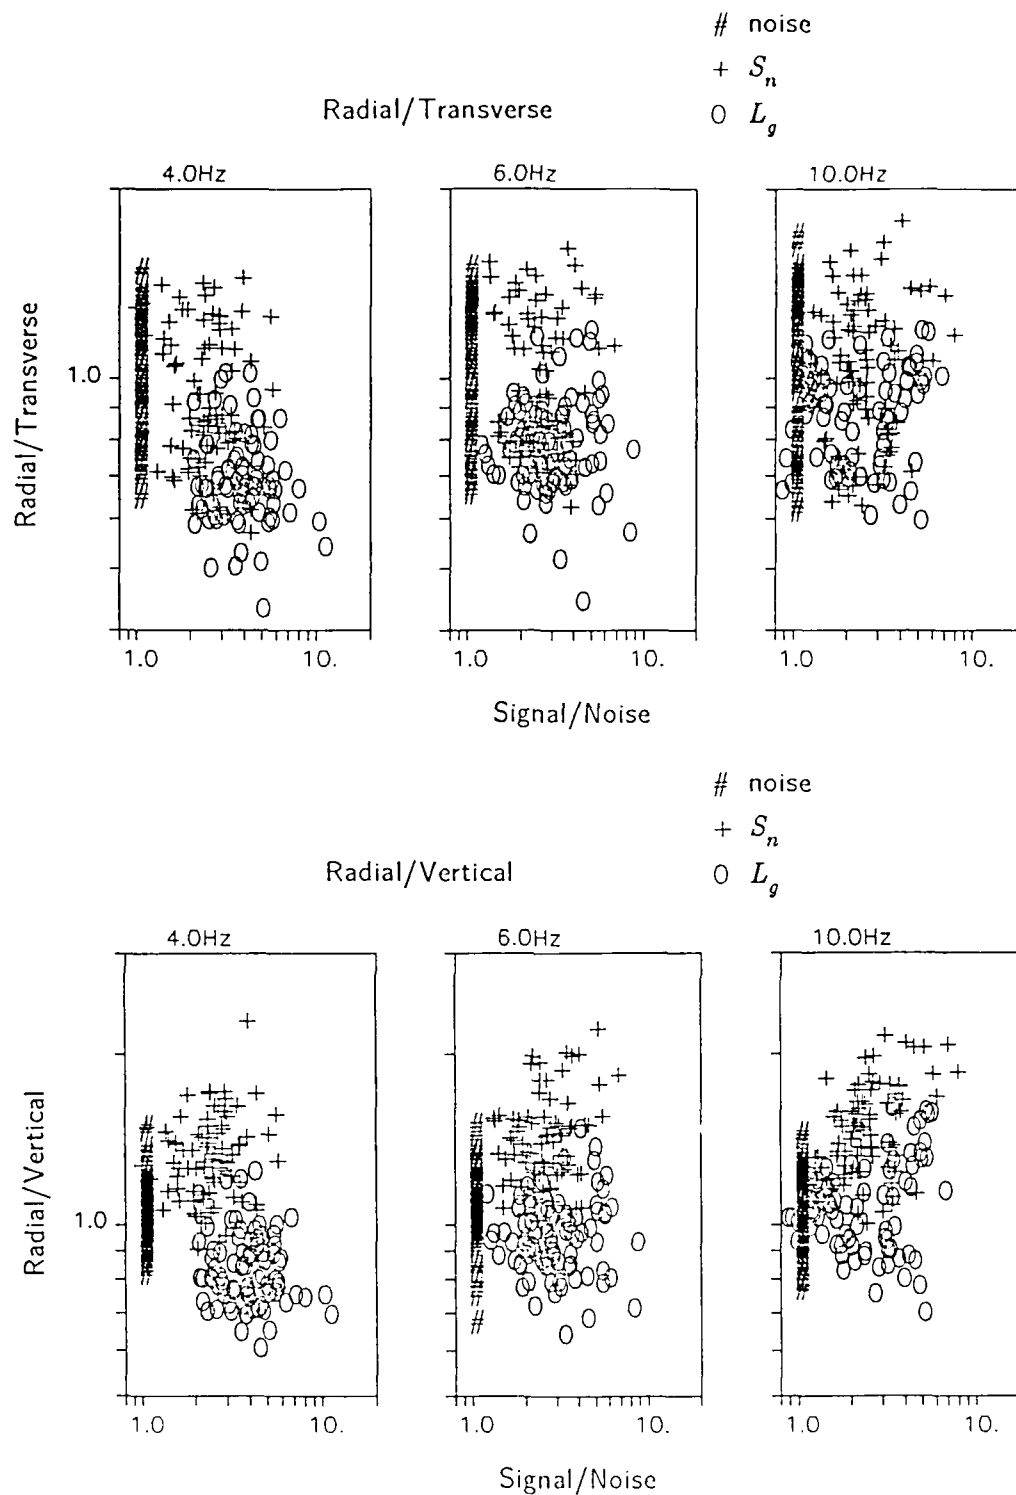 # noise
+ Sₙ
Radial/Transverse
O L_g
4.0Hz
6.0Hz
10.0Hz
Radial/Transverse
1.0
1.0 10.
1.0 10.
1.0 10.
Signal/Noise
# noise
+ Sₙ
Radial/Vertical
O L_g
4.0Hz
6.0Hz
10.0Hz
Radial/Vertical
1.0
1.0 10.
1.0 10.
1.0 10.
Signal/Noise